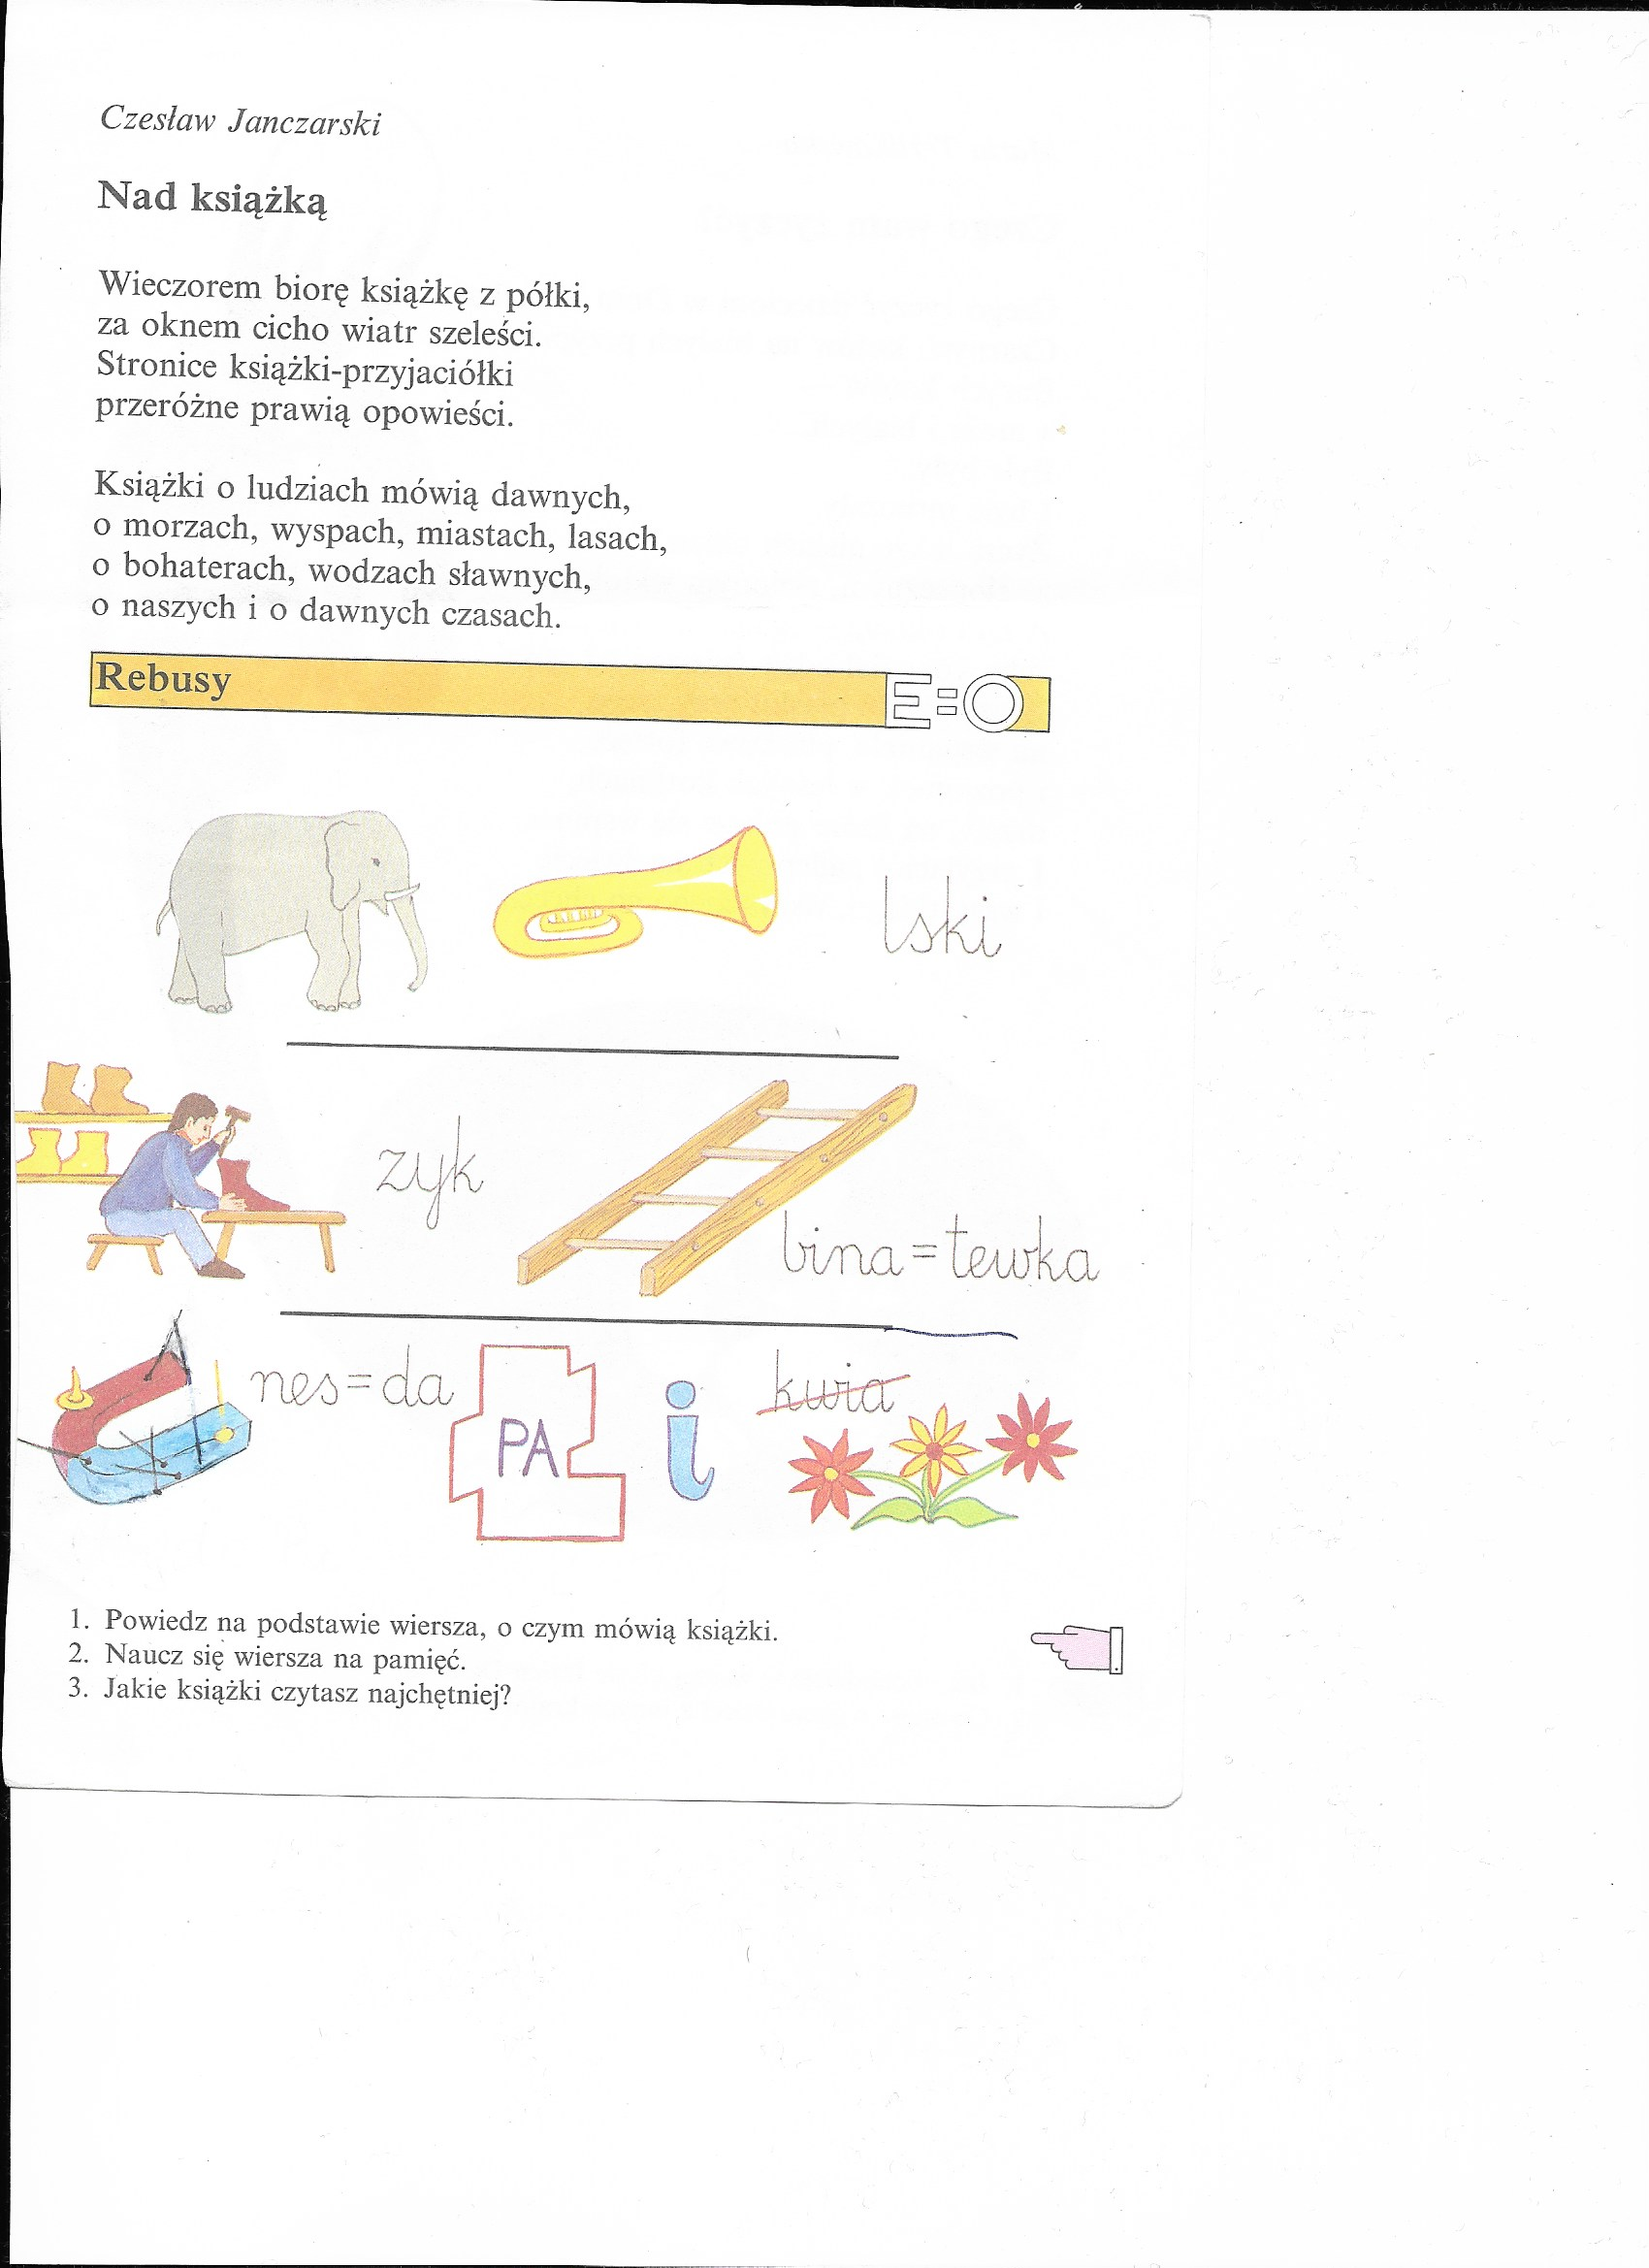 Czesław Janczarski
Nad książką
Wieczorem biorę książkę z półki,
za oknem cicho wiatr szeleści.
Stronice książki-przyjaciółki
przeróżne prawią opowieści.
Książki o ludziach mówią dawnych,
o morzach, wyspach, miastach, lasach,
o bohaterach, wodzach sławnych,
o naszych i o dawnych czasach.
Rebusy E=O
lski
zyk
bina=tewka
nes=da
PA
i
kwia
1. Powiedz na podstawie wiersza, o czym mówią książki.
2. Naucz się wiersza na pamięć.
3. Jakie książki czytasz najchętniej?